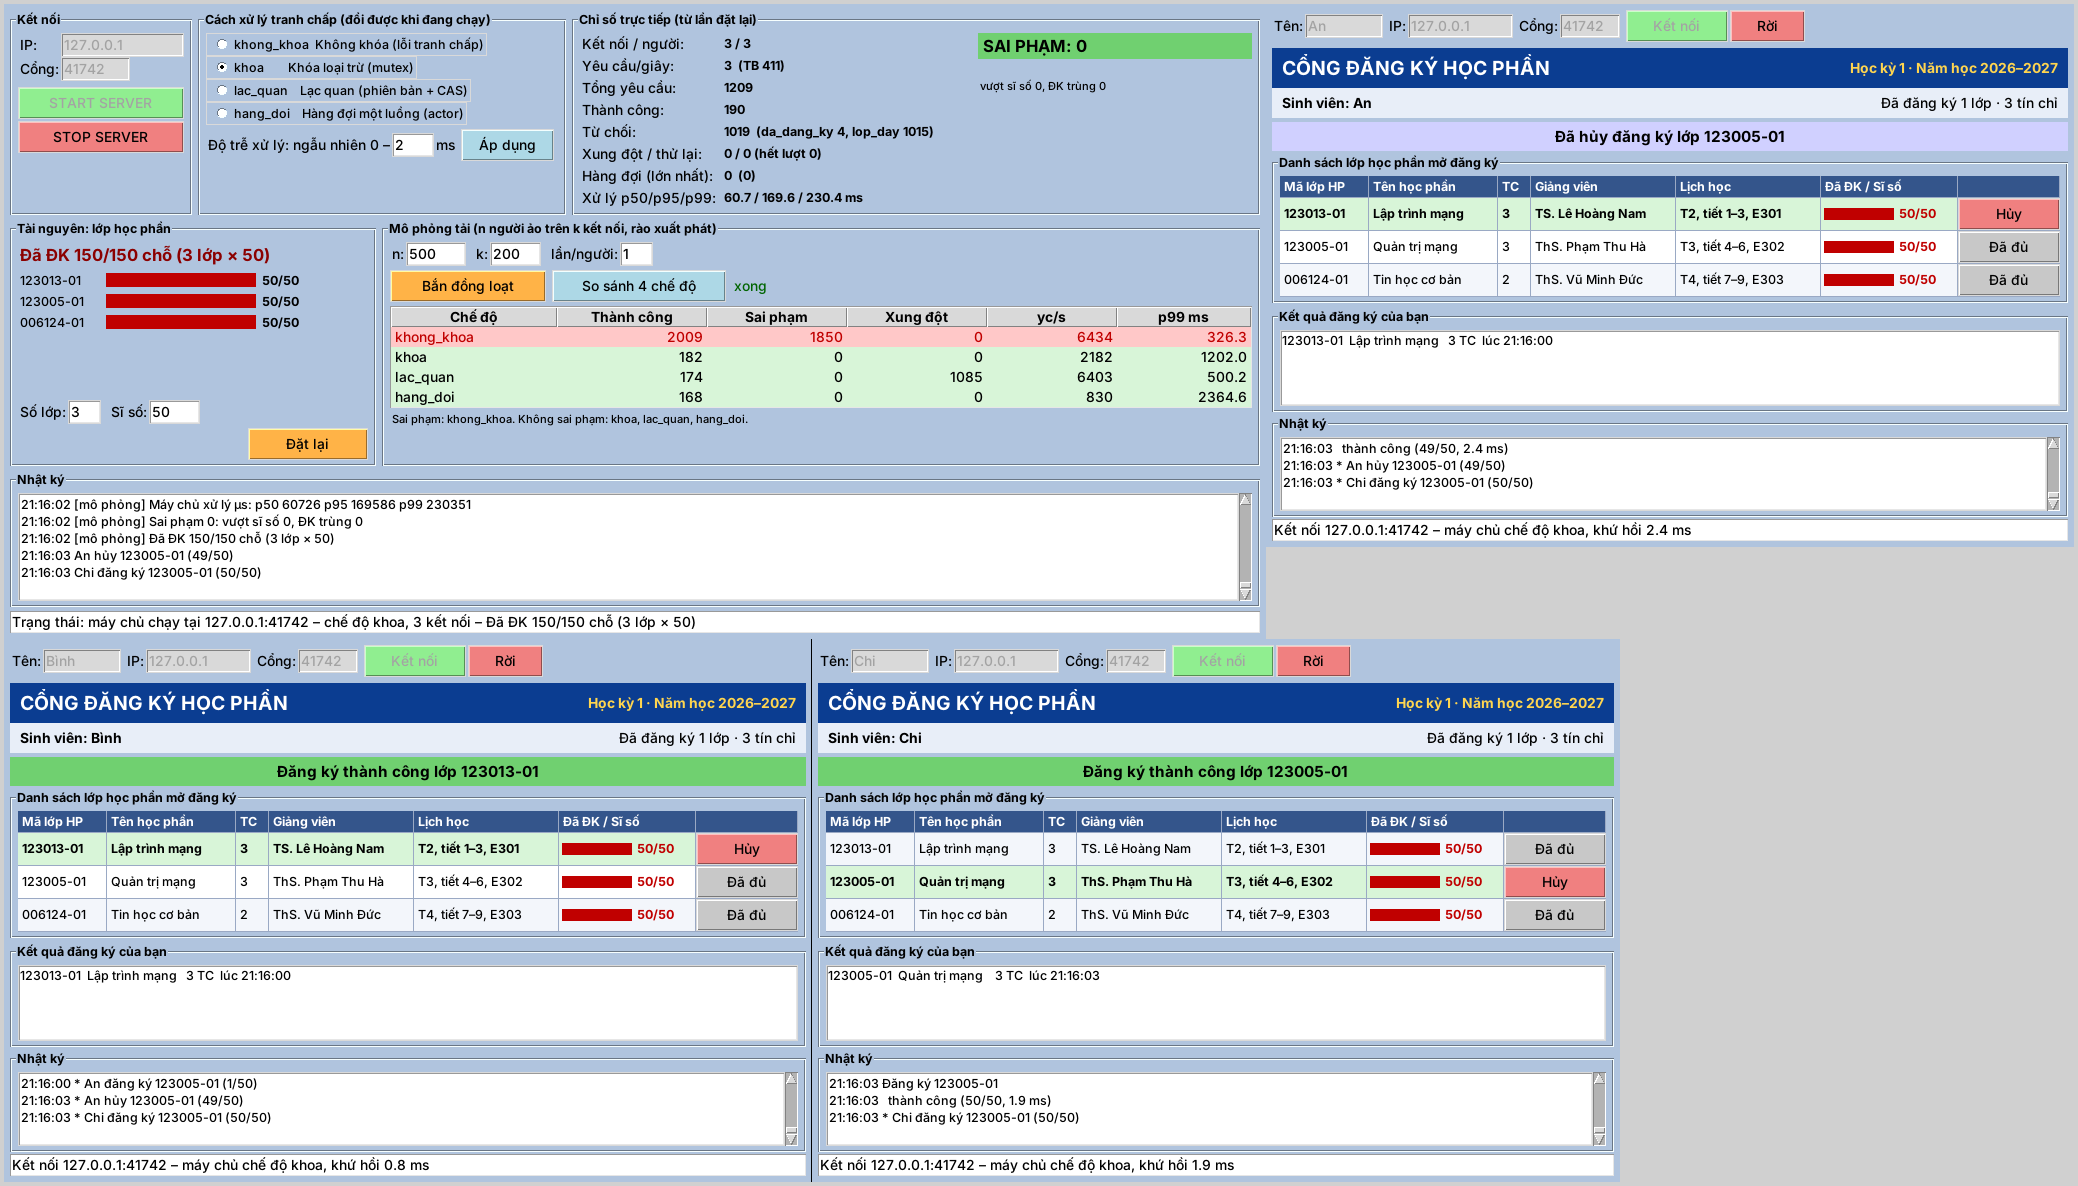 Kết nối
IP: 127.0.0.1
Cổng: 41742
START SERVER
STOP SERVER
Cách xử lý tranh chấp (đổi được khi đang chạy)
khong_khoa Không khóa (lỗi tranh chấp)
khoa Khóa loại trừ (mutex)
lac_quan Lạc quan (phiên bản + CAS)
hang_doi Hàng đợi một luồng (actor)
Độ trễ xử lý: ngẫu nhiên 0 – 2 ms Áp dụng
Chỉ số trực tiếp (từ lần đặt lại)
Kết nối / người: 3 / 3
Yêu cầu/giây: 3 (TB 411)
Tổng yêu cầu: 1209
Thành công: 190
Từ chối: 1019 (da_dang_ky 4, lop_day 1015)
Xung đột / thử lại: 0 / 0 (hết lượt 0)
Hàng đợi (lớn nhất): 0 (0)
Xử lý p50/p95/p99: 60.7 / 169.6 / 230.4 ms
SAI PHẠM: 0
vượt sĩ số 0, ĐK trùng 0
Tài nguyên: lớp học phần
Đã ĐK 150/150 chỗ (3 lớp × 50)
123013-01 50/50
123005-01 50/50
006124-01 50/50
Số lớp: 3 Sĩ số: 50
Đặt lại
Mô phỏng tải (n người ảo trên k kết nối, rào xuất phát)
n: 500 k: 200 lần/người: 1
Bắn đồng loạt So sánh 4 chế độ xong
Chế độ Thành công Sai phạm Xung đột yc/s p99 ms
khong_khoa 2009 1850 0 6434 326.3
khoa 182 0 0 2182 1202.0
lac_quan 174 0 1085 6403 500.2
hang_doi 168 0 0 830 2364.6
Sai phạm: khong_khoa. Không sai phạm: khoa, lac_quan, hang_doi.
Nhật ký
21:16:02 [mô phỏng] Máy chủ xử lý µs: p50 60726 p95 169586 p99 230351
21:16:02 [mô phỏng] Sai phạm 0: vượt sĩ số 0, ĐK trùng 0
21:16:02 [mô phỏng] Đã ĐK 150/150 chỗ (3 lớp × 50)
21:16:03 An hủy 123005-01 (49/50)
21:16:03 Chi đăng ký 123005-01 (50/50)
Trạng thái: máy chủ chạy tại 127.0.0.1:41742 – chế độ khoa, 3 kết nối – Đã ĐK 150/150 chỗ (3 lớp × 50)
Tên: An IP: 127.0.0.1 Cổng: 41742 Kết nối Rời
CỔNG ĐĂNG KÝ HỌC PHẦN Học kỳ 1 · Năm học 2026–2027
Sinh viên: An Đã đăng ký 1 lớp · 3 tín chỉ
Đã hủy đăng ký lớp 123005-01
Danh sách lớp học phần mở đăng ký
Mã lớp HP Tên học phần TC Giảng viên Lịch học Đã ĐK / Sĩ số
123013-01 Lập trình mạng 3 TS. Lê Hoàng Nam T2, tiết 1–3, E301 50/50 Hủy
123005-01 Quản trị mạng 3 ThS. Phạm Thu Hà T3, tiết 4–6, E302 50/50 Đã đủ
006124-01 Tin học cơ bản 2 ThS. Vũ Minh Đức T4, tiết 7–9, E303 50/50 Đã đủ
Kết quả đăng ký của bạn
123013-01 Lập trình mạng 3 TC lúc 21:16:00
Nhật ký
21:16:03 thành công (49/50, 2.4 ms)
21:16:03 * An hủy 123005-01 (49/50)
21:16:03 * Chi đăng ký 123005-01 (50/50)
Kết nối 127.0.0.1:41742 – máy chủ chế độ khoa, khứ hồi 2.4 ms
Tên: Bình IP: 127.0.0.1 Cổng: 41742 Kết nối Rời
CỔNG ĐĂNG KÝ HỌC PHẦN Học kỳ 1 · Năm học 2026–2027
Sinh viên: Bình Đã đăng ký 1 lớp · 3 tín chỉ
Đăng ký thành công lớp 123013-01
Danh sách lớp học phần mở đăng ký
Mã lớp HP Tên học phần TC Giảng viên Lịch học Đã ĐK / Sĩ số
123013-01 Lập trình mạng 3 TS. Lê Hoàng Nam T2, tiết 1–3, E301 50/50 Hủy
123005-01 Quản trị mạng 3 ThS. Phạm Thu Hà T3, tiết 4–6, E302 50/50 Đã đủ
006124-01 Tin học cơ bản 2 ThS. Vũ Minh Đức T4, tiết 7–9, E303 50/50 Đã đủ
Kết quả đăng ký của bạn
123013-01 Lập trình mạng 3 TC lúc 21:16:00
Nhật ký
21:16:00 * An đăng ký 123005-01 (1/50)
21:16:03 * An hủy 123005-01 (49/50)
21:16:03 * Chi đăng ký 123005-01 (50/50)
Kết nối 127.0.0.1:41742 – máy chủ chế độ khoa, khứ hồi 0.8 ms
Tên: Chi IP: 127.0.0.1 Cổng: 41742 Kết nối Rời
CỔNG ĐĂNG KÝ HỌC PHẦN Học kỳ 1 · Năm học 2026–2027
Sinh viên: Chi Đã đăng ký 1 lớp · 3 tín chỉ
Đăng ký thành công lớp 123005-01
Danh sách lớp học phần mở đăng ký
Mã lớp HP Tên học phần TC Giảng viên Lịch học Đã ĐK / Sĩ số
123013-01 Lập trình mạng 3 TS. Lê Hoàng Nam T2, tiết 1–3, E301 50/50 Đã đủ
123005-01 Quản trị mạng 3 ThS. Phạm Thu Hà T3, tiết 4–6, E302 50/50 Hủy
006124-01 Tin học cơ bản 2 ThS. Vũ Minh Đức T4, tiết 7–9, E303 50/50 Đã đủ
Kết quả đăng ký của bạn
123005-01 Quản trị mạng 3 TC lúc 21:16:03
Nhật ký
21:16:03 Đăng ký 123005-01
21:16:03 thành công (50/50, 1.9 ms)
21:16:03 * Chi đăng ký 123005-01 (50/50)
Kết nối 127.0.0.1:41742 – máy chủ chế độ khoa, khứ hồi 1.9 ms